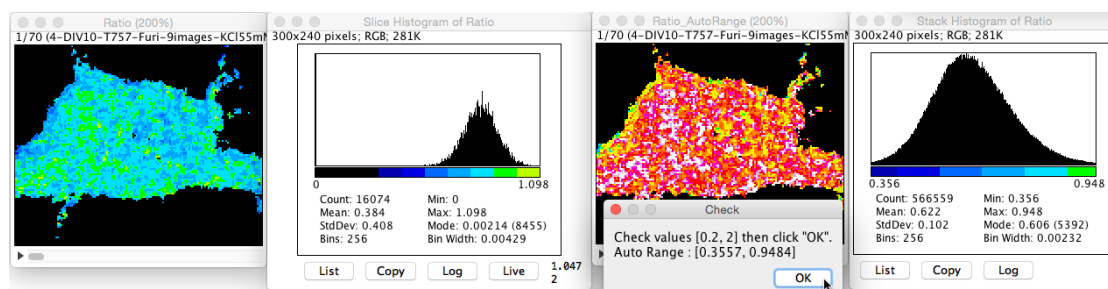 Ratio (200%)
1/70 (4-DIV10-T757-Furi-9images-KCl55mM
Slice Histogram of Ratio
300x240 pixels; RGB; 281K
0
1.098
Count: 16074
Min: 0
Mean: 0.384
Max: 1.098
StdDev: 0.408
Mode: 0.00214 (8455)
Bins: 256
Bin Width: 0.00429
List
Copy
Log
Live
1.047
2
Ratio_AutoRange (200%)
1/70 (4-DIV10-T757-Furi-9images-KCl55mM
Check
Check values [0.2, 2] then click "OK".
Auto Range : [0.3557, 0.9484]
OK
Stack Histogram of Ratio
300x240 pixels; RGB; 281K
0.356
0.948
Count: 566559
Min: 0.356
Mean: 0.622
Max: 0.948
StdDev: 0.102
Mode: 0.606 (5392)
Bins: 256
Bin Width: 0.00232
List
Copy
Log